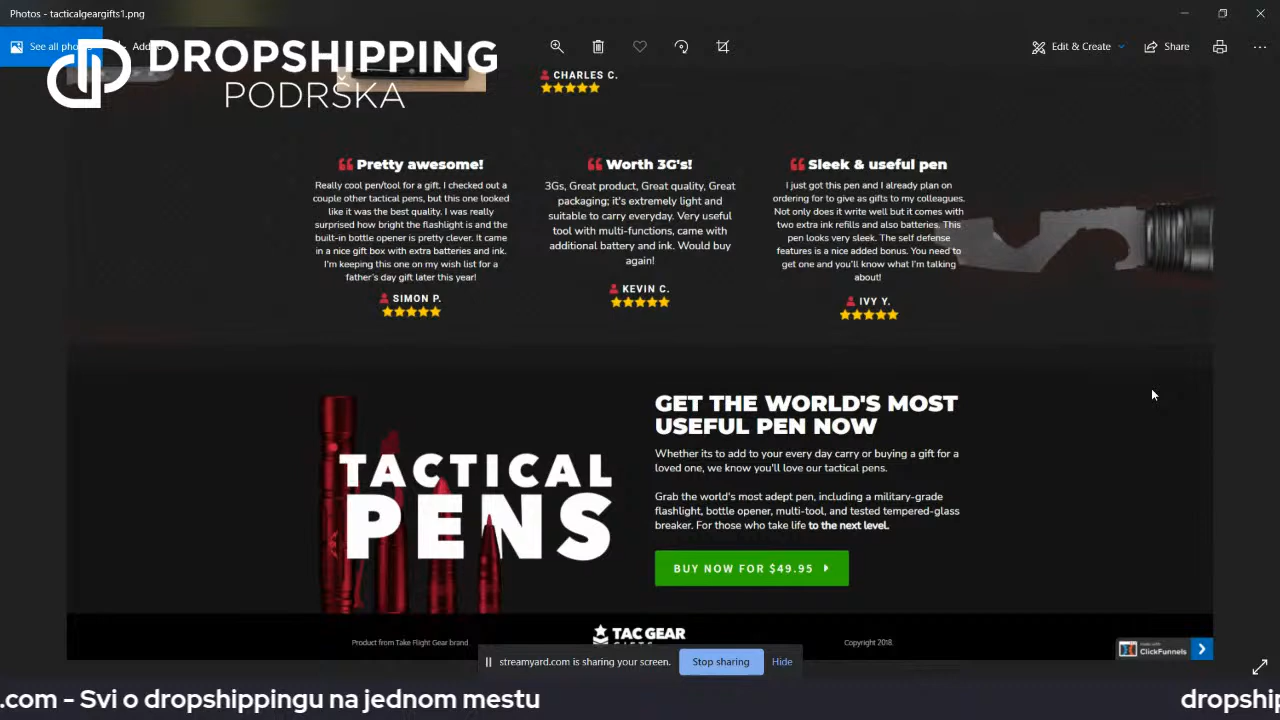 Photos - tacticalgeargifts1.png
See all photos
Add to
Edit & Create
Share
DROPSHIPPING
PODRŠKA
CHARLES C.
Pretty awesome!
Really cool pen/tool for a gift. I checked out a
couple other tactical pens, but this one looked
like it was the best quality. I was really
surprised how bright the flashlight is and the
built-in bottle opener is pretty clever. It came
in a nice gift box with extra batteries and ink.
I'm keeping this one on my wish list for a
father's day gift later this year!
SIMON P.
Worth 3G's!
3Gs, Great product, Great quality, Great
packaging; it's extremely light and
suitable to carry everyday. Very useful
tool with multi-functions, came with
additional battery and ink. Would buy
again!
KEVIN C.
Sleek & useful pen
I just got this pen and I already plan on
ordering for to give as gifts to my colleagues.
Not only does it write well but it comes with
two extra ink refills and also batteries. This
pen looks very sleek. The self defense
features is a nice added bonus. You need to
get one and you'll know what I'm talking
about!
IVY Y.
TACTICAL
PENS
GET THE WORLD'S MOST
USEFUL PEN NOW
Whether its to add to your every day carry or buying a gift for a
loved one, we know you'll love our tactical pens.
Grab the world's most adept pen, including a military-grade
flashlight, bottle opener, multi-tool, and tested tempered-glass
breaker. For those who take life to the next level.
BUY NOW FOR $49.95
Product from Take Flight Gear brand
TAC GEAR
Copyright 2018
ClickFunnels
streamyard.com is sharing your screen.
Stop sharing
Hide
.com - Svi o dropshippingu na jednom mestu
dropship